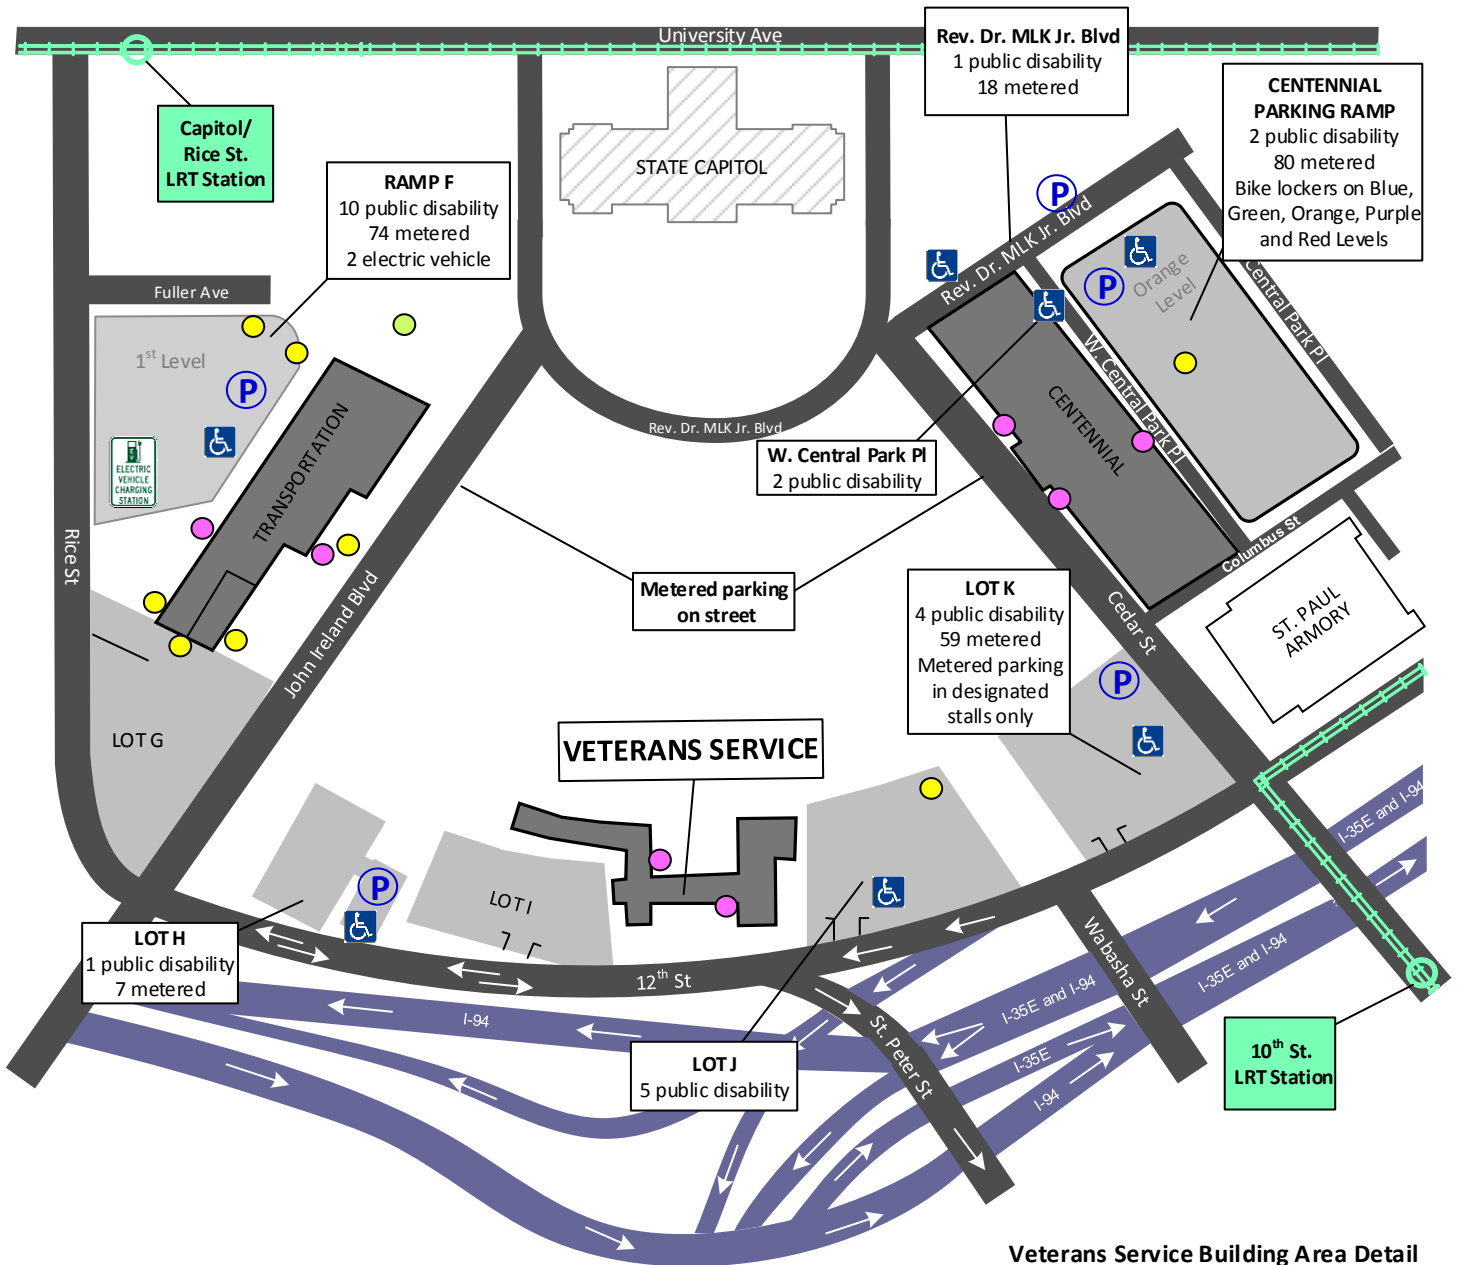 University Ave
Rev. Dr. MLK Jr. Blvd
1 public disability
18 metered
CENTENNIAL
PARKING RAMP
2 public disability
80 metered
Bike lockers on Blue,
Green, Orange, Purple
and Red Levels
Capitol/
Rice St.
LRT Station
RAMP F
10 public disability
74 metered
2 electric vehicle
STATE CAPITOL
P
Rev. Dr. MLK Jr. Blvd
Orange
Level
P
Central Park Pl
Fuller Ave
1st Level
P
ELECTRIC
VEHICLE
CHARGING
STATION
TRANSPORTATION
Rev. Dr. MLK Jr. Blvd
W. Central Park Pl
2 public disability
CENTENNIAL
W. Central Park Pl
Columbus St
Rice St
John Ireland Blvd
Metered parking
on street
LOT K
4 public disability
59 metered
Metered parking
in designated
stalls only
Cedar St
ST. PAUL
ARMORY
P
LOT G
VETERANS SERVICE
I-35E and I-94
P
LOT I
LOT H
1 public disability
7 metered
12th St
Wabasha St
I-35E and I-94
I-35E and I-94
I-94
St. Peter St
I-35E
I-94
LOT J
5 public disability
10th St.
LRT Station
Veterans Service Building Area Detail